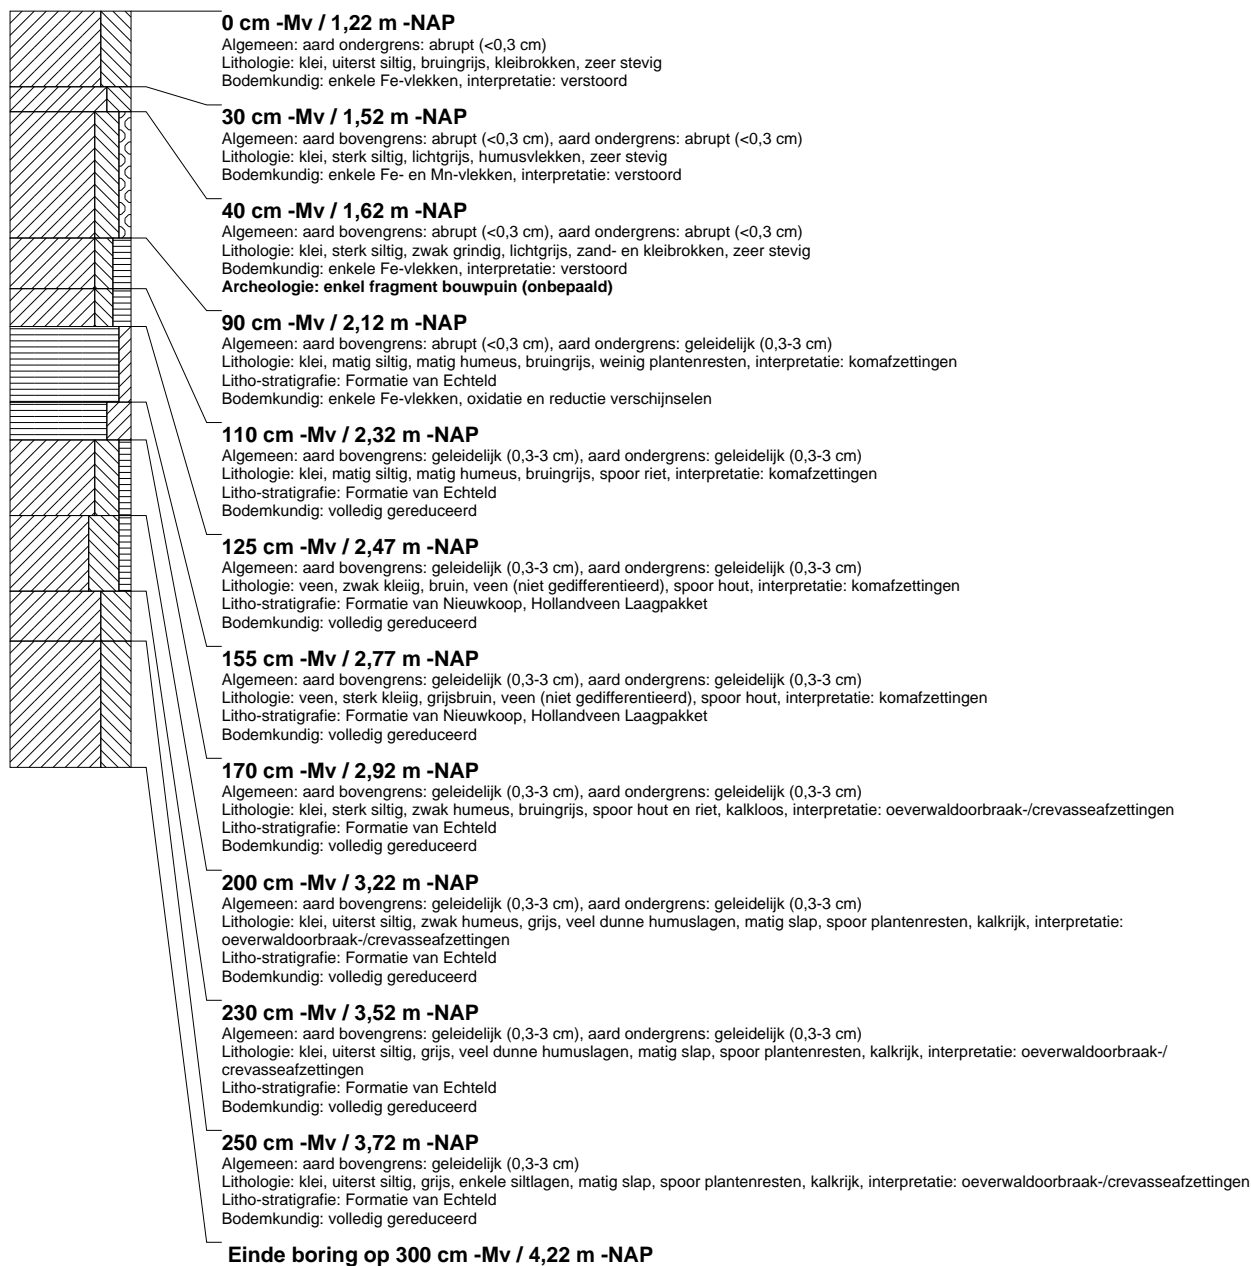 0 cm -Mv / 1,22 m -NAP
Algemeen: aard ondergrens: abrupt (<0,3 cm)
Lithologie: klei, uiterst siltig, bruingrijs, kleibrokken, zeer stevig
Bodemkundig: enkele Fe-vlekken, interpretatie: verstoord
30 cm -Mv / 1,52 m -NAP
Algemeen: aard bovengrens: abrupt (<0,3 cm), aard ondergrens: abrupt (<0,3 cm)
Lithologie: klei, sterk siltig, lichtgrijs, humusvlekken, zeer stevig
Bodemkundig: enkele Fe- en Mn-vlekken, interpretatie: verstoord
40 cm -Mv / 1,62 m -NAP
Algemeen: aard bovengrens: abrupt (<0,3 cm), aard ondergrens: abrupt (<0,3 cm)
Lithologie: klei, sterk siltig, zwak grindig, lichtgrijs, zand- en kleibrokken, zeer stevig
Bodemkundig: enkele Fe-vlekken, interpretatie: verstoord
Archeologie: enkel fragment bouwpuin (onbepaald)
90 cm -Mv / 2,12 m -NAP
Algemeen: aard bovengrens: abrupt (<0,3 cm), aard ondergrens: geleidelijk (0,3-3 cm)
Lithologie: klei, matig siltig, matig humeus, bruingrijs, weinig plantenresten, interpretatie: komafzettingen
Litho-stratigrafie: Formatie van Echteld
Bodemkundig: enkele Fe-vlekken, oxidatie en reductie verschijnselen
110 cm -Mv / 2,32 m -NAP
Algemeen: aard bovengrens: geleidelijk (0,3-3 cm), aard ondergrens: geleidelijk (0,3-3 cm)
Lithologie: klei, matig siltig, matig humeus, bruingrijs, spoor riet, interpretatie: komafzettingen
Litho-stratigrafie: Formatie van Echteld
Bodemkundig: volledig gereduceerd
125 cm -Mv / 2,47 m -NAP
Algemeen: aard bovengrens: geleidelijk (0,3-3 cm), aard ondergrens: geleidelijk (0,3-3 cm)
Lithologie: veen, zwak kleiig, bruin, veen (niet gedifferentieerd), spoor hout, interpretatie: komafzettingen
Litho-stratigrafie: Formatie van Nieuwkoop, Hollandveen Laagpakket
Bodemkundig: volledig gereduceerd
155 cm -Mv / 2,77 m -NAP
Algemeen: aard bovengrens: geleidelijk (0,3-3 cm), aard ondergrens: geleidelijk (0,3-3 cm)
Lithologie: veen, sterk kleiig, grijsbruin, veen (niet gedifferentieerd), spoor hout, interpretatie: komafzettingen
Litho-stratigrafie: Formatie van Nieuwkoop, Hollandveen Laagpakket
Bodemkundig: volledig gereduceerd
170 cm -Mv / 2,92 m -NAP
Algemeen: aard bovengrens: geleidelijk (0,3-3 cm), aard ondergrens: geleidelijk (0,3-3 cm)
Lithologie: klei, sterk siltig, zwak humeus, bruingrijs, spoor hout en riet, kalkloos, interpretatie: oeverwaldoorbraak-/crevasseafzettingen
Litho-stratigrafie: Formatie van Echteld
Bodemkundig: volledig gereduceerd
200 cm -Mv / 3,22 m -NAP
Algemeen: aard bovengrens: geleidelijk (0,3-3 cm), aard ondergrens: geleidelijk (0,3-3 cm)
Lithologie: klei, uiterst siltig, zwak humeus, grijs, veel dunne humuslagen, matig slap, spoor plantenresten, kalkrijk, interpretatie:
oeverwaldoorbraak-/crevasseafzettingen
Litho-stratigrafie: Formatie van Echteld
Bodemkundig: volledig gereduceerd
230 cm -Mv / 3,52 m -NAP
Algemeen: aard bovengrens: geleidelijk (0,3-3 cm), aard ondergrens: geleidelijk (0,3-3 cm)
Lithologie: klei, uiterst siltig, grijs, veel dunne humuslagen, matig slap, spoor plantenresten, kalkrijk, interpretatie: oeverwaldoorbraak-/
crevasseafzettingen
Litho-stratigrafie: Formatie van Echteld
Bodemkundig: volledig gereduceerd
250 cm -Mv / 3,72 m -NAP
Algemeen: aard bovengrens: geleidelijk (0,3-3 cm)
Lithologie: klei, uiterst siltig, grijs, enkele siltlagen, matig slap, spoor plantenresten, kalkrijk, interpretatie: oeverwaldoorbraak-/crevasseafzettingen
Litho-stratigrafie: Formatie van Echteld
Bodemkundig: volledig gereduceerd
Einde boring op 300 cm -Mv / 4,22 m -NAP